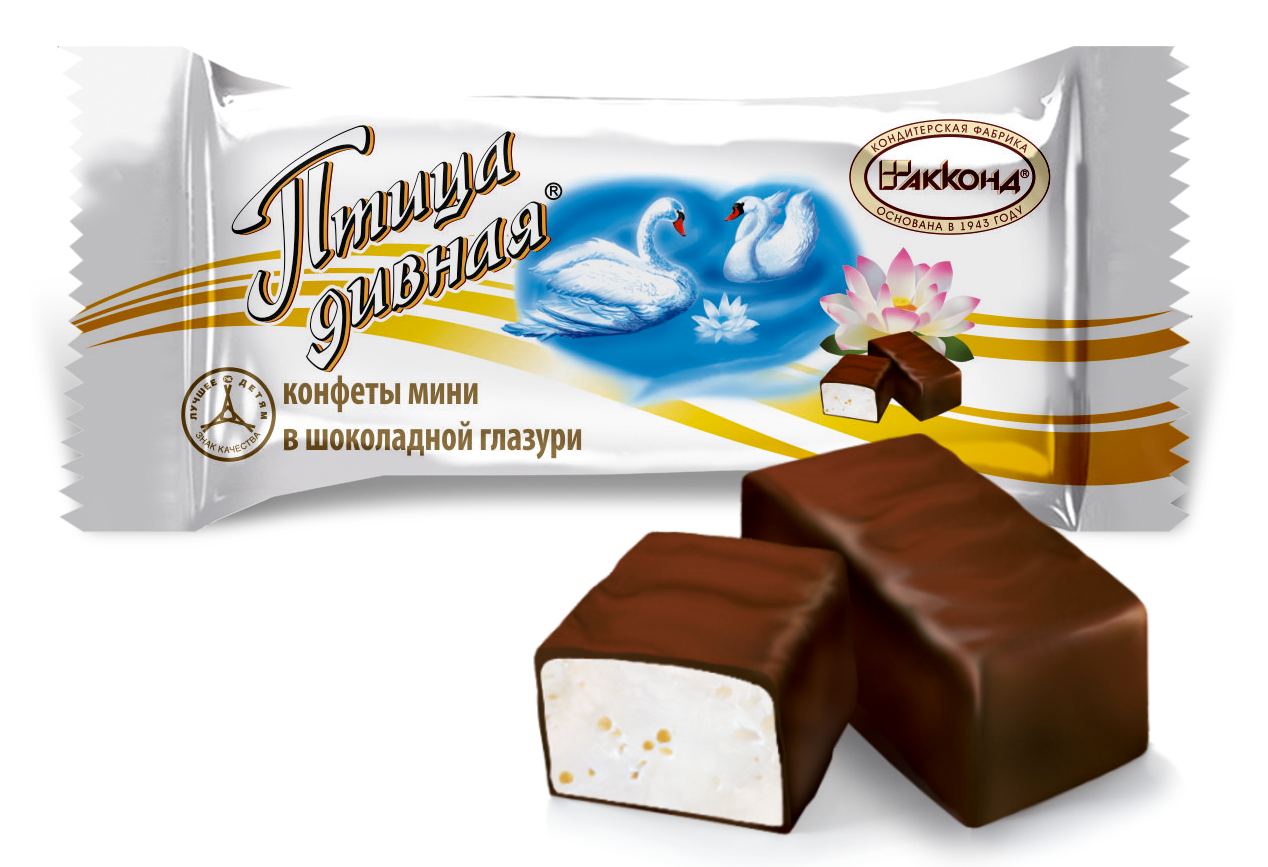 Птица
дивная®
КОНДИТЕРСКАЯ ФАБРИКА
АККОНД®
ОСНОВАНА В 1943 ГОДУ
ЛУЧШЕЕ ДЕТЯМ
ЗНАК КАЧЕСТВА
конфеты мини
в шоколадной глазури